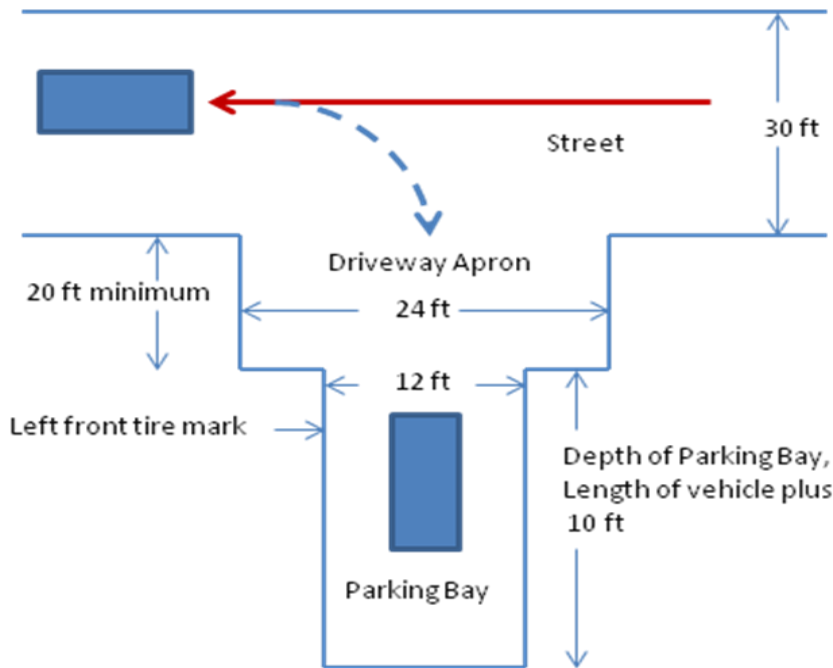 Street
30 ft
Driveway Apron
20 ft minimum
24 ft
12 ft
Left front tire mark
Depth of Parking Bay,
Length of vehicle plus
10 ft
Parking Bay